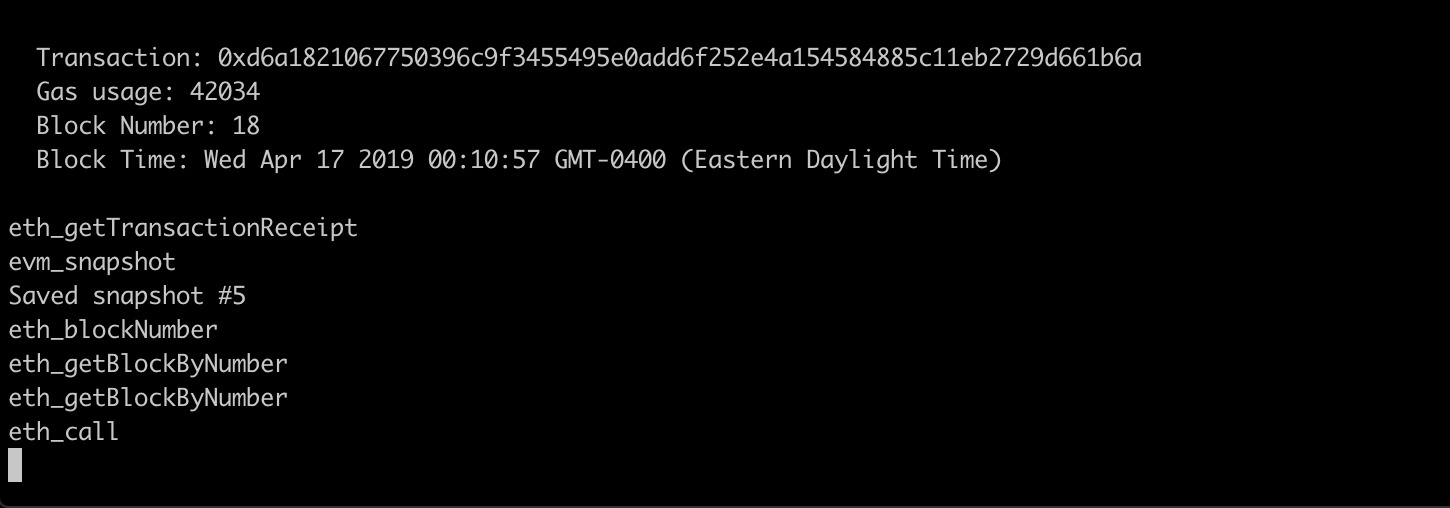 Transaction: 0xd6a1821067750396c9f3455495e0add6f252e4a154584885c11eb2729d661b6a
Gas usage: 42034
Block Number: 18
Block Time: Wed Apr 17 2019 00:10:57 GMT-0400 (Eastern Daylight Time)
eth_getTransactionReceipt
evm_snapshot
Saved snapshot #5
eth_blockNumber
eth_getBlockByNumber
eth_getBlockByNumber
eth_call